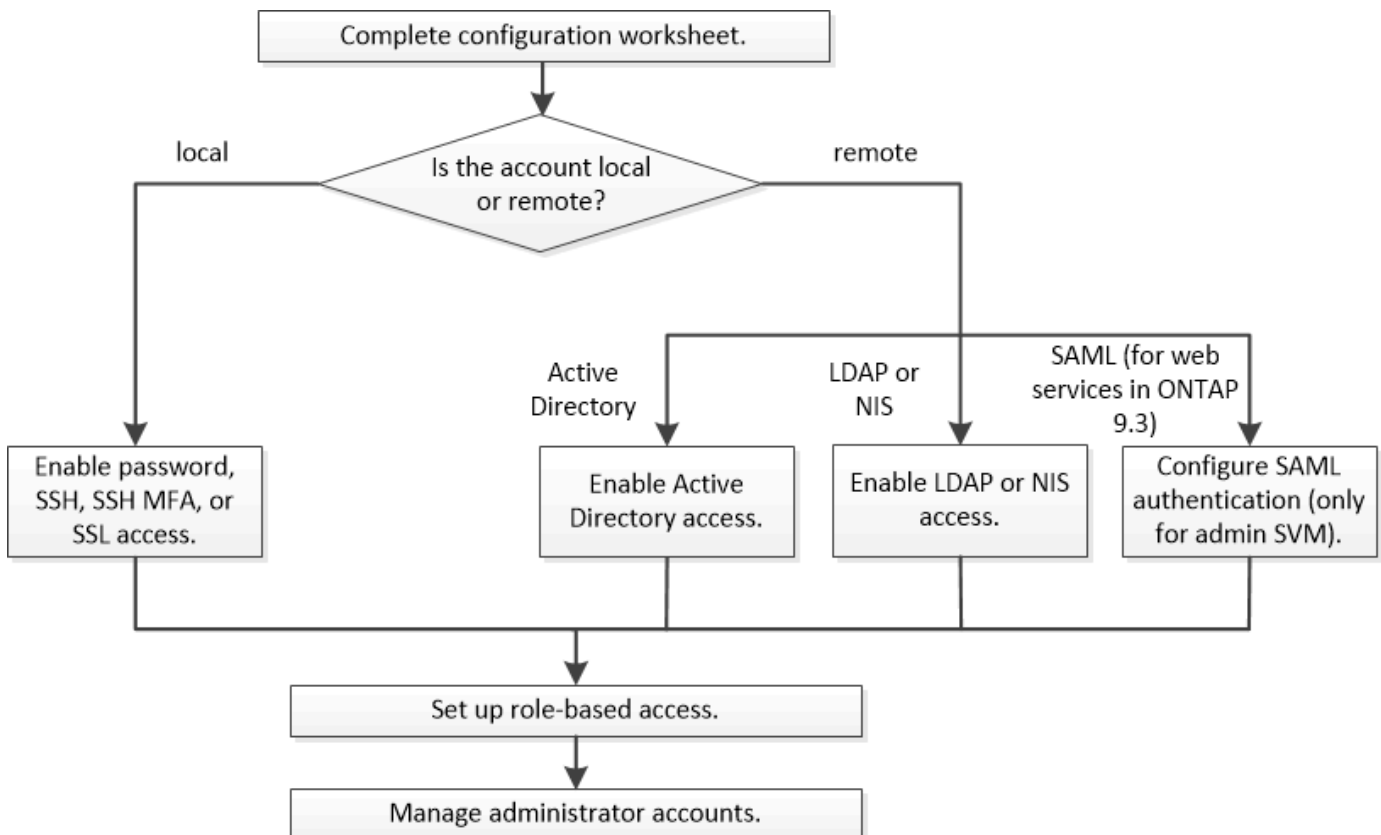 Complete configuration worksheet.
local
remote
Is the account local
or remote?
Active
Directory
LDAP or
NIS
SAML (for web
services in ONTAP
9.3)
Enable password,
SSH, SSH MFA, or
SSL access.
Enable Active
Directory access.
Enable LDAP or NIS
access.
Configure SAML
authentication (only
for admin SVM).
Set up role-based access.
Manage administrator accounts.